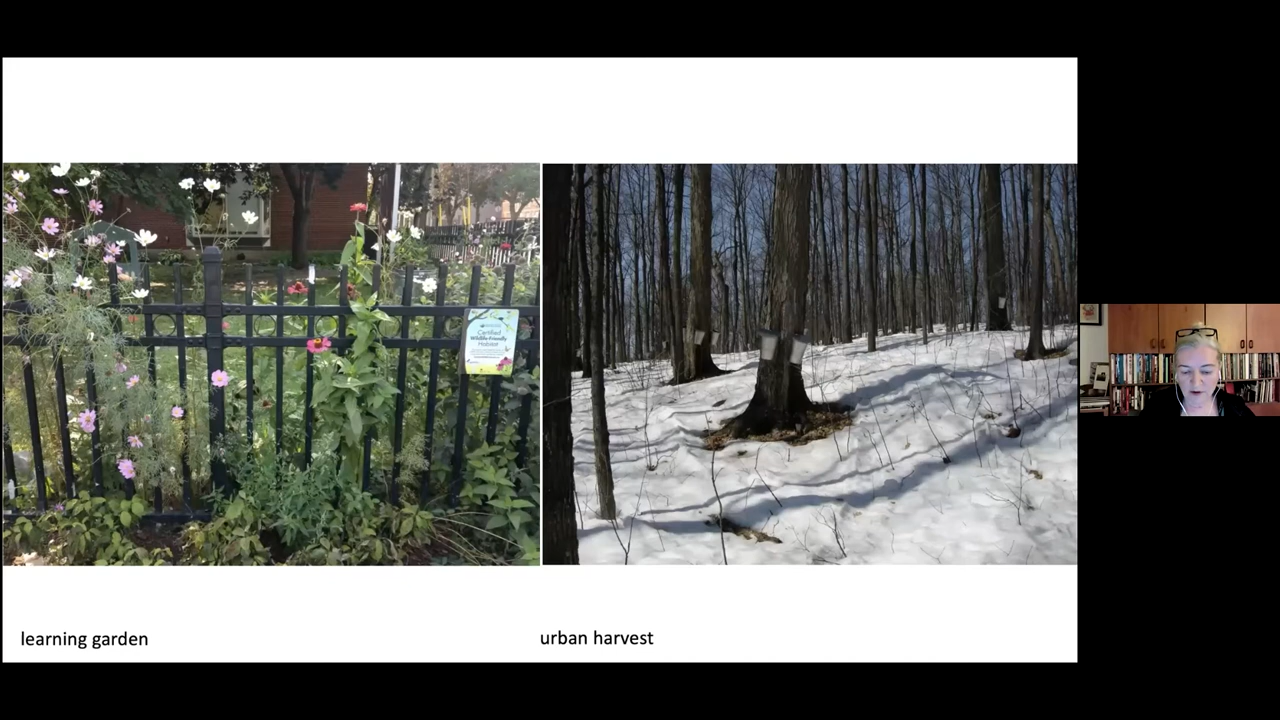 Certified
Wildlife-Friendly
Habitat
learning garden
urban harvest